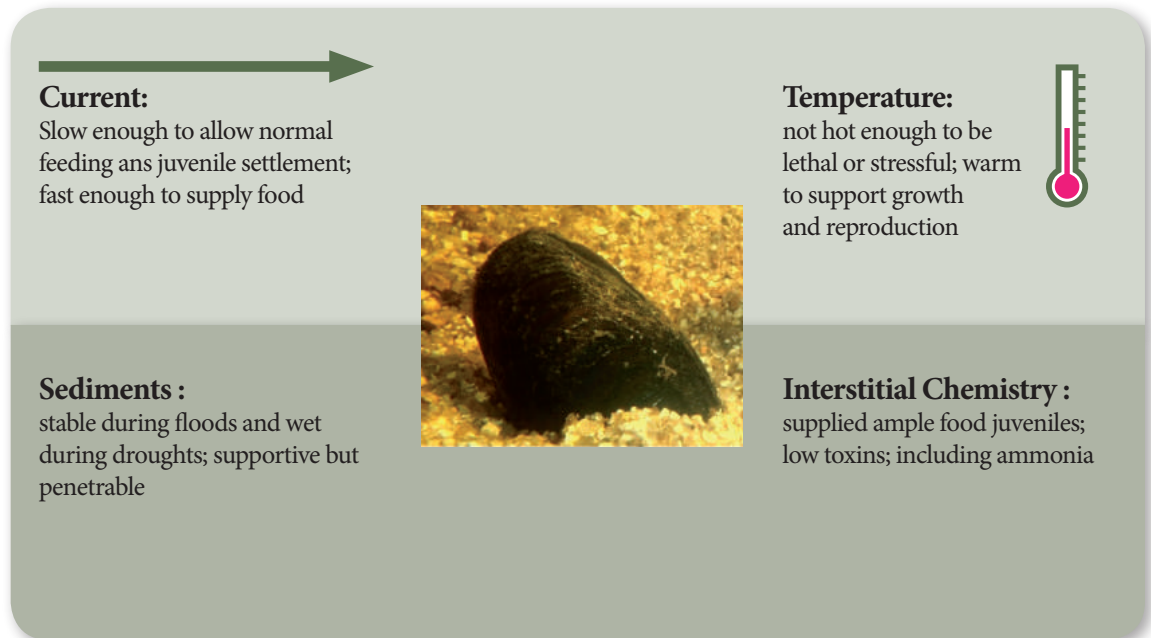 Current:
Slow enough to allow normal
feeding ans juvenile settlement;
fast enough to supply food
Temperature:
not hot enough to be
lethal or stressful; warm
to support growth
and reproduction
Sediments :
stable during floods and wet
during droughts; supportive but
penetrable
Interstitial Chemistry :
supplied ample food juveniles;
low toxins; including ammonia